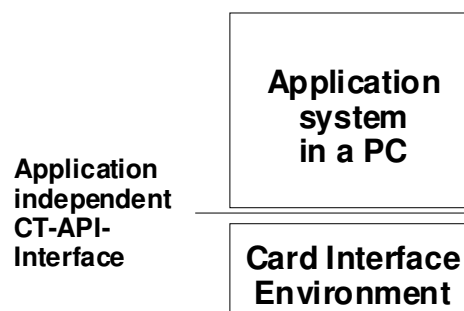 Application
system
in a PC
Application
independent
CT-API-
Interface
Card Interface
Environment